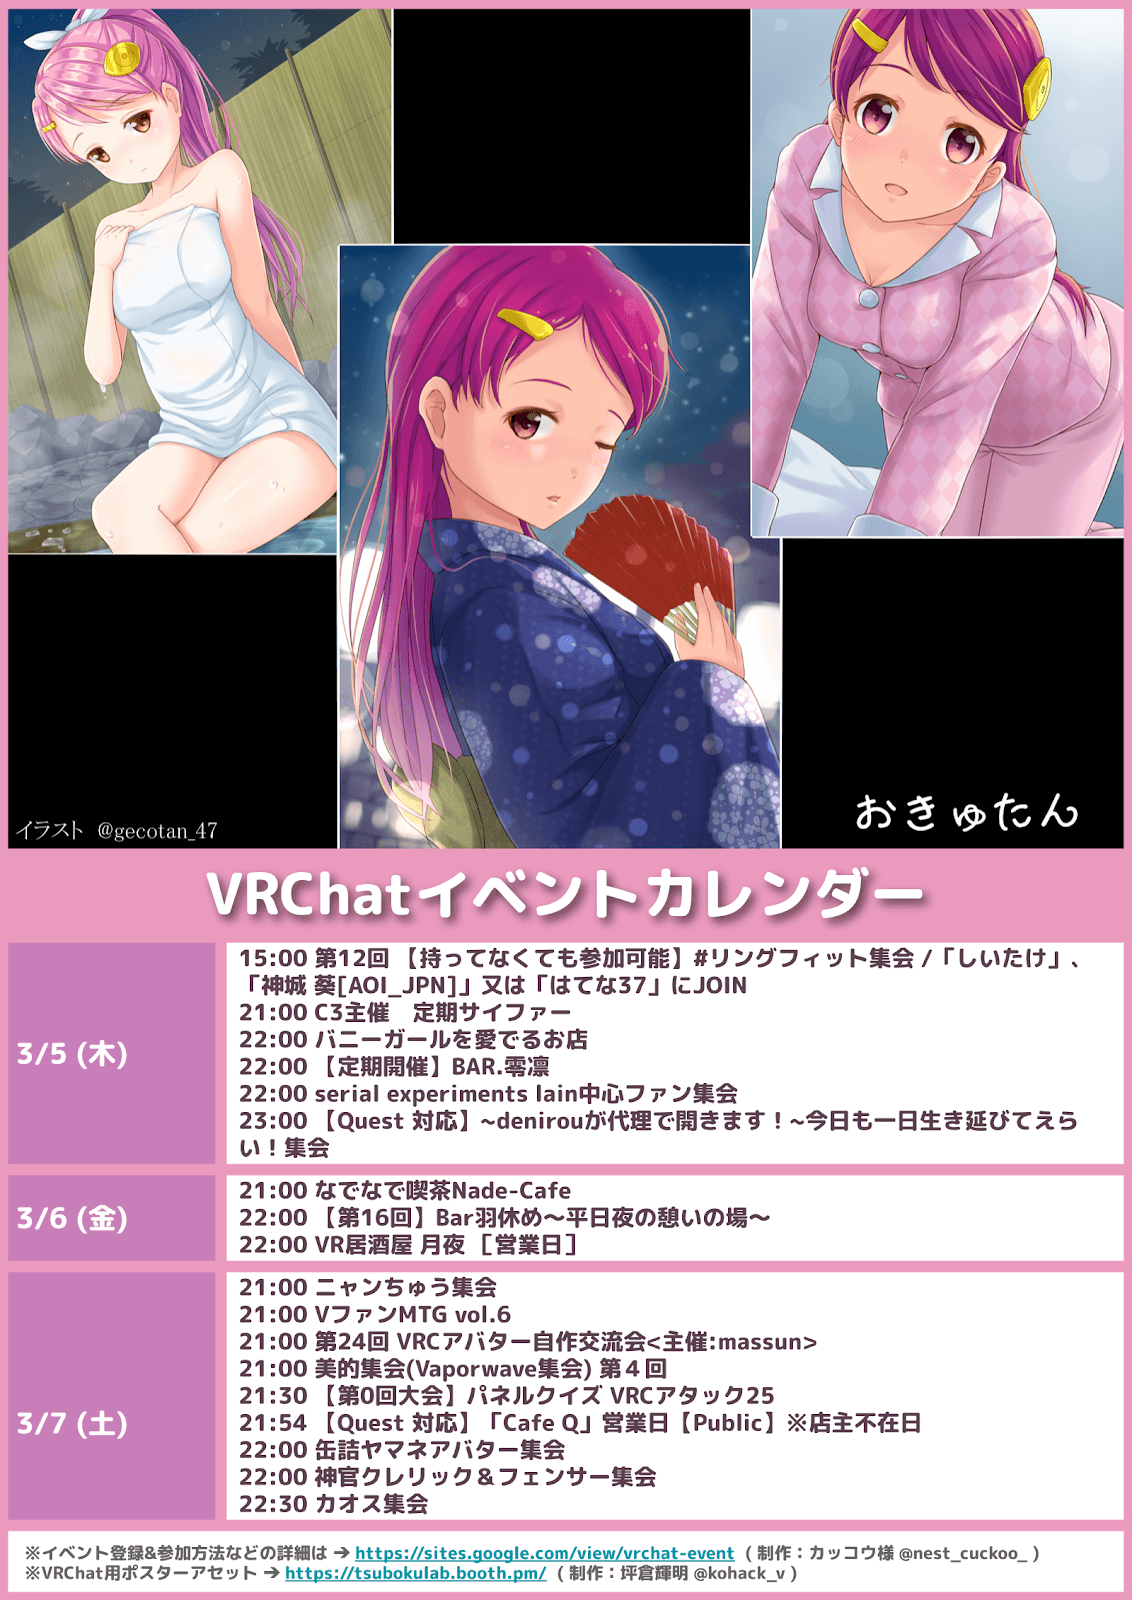 イラスト @gecotan_47
おきゅたん
VRChatイベントカレンダー
3/5 (木)
15:00 第12回 【持ってなくても参加可能】#リングフィット集会 /「しいたけ」、
「神城 葵[AOI_JPN]」又は「はてな37」にJOIN
21:00 C3主催　定期サイファー
22:00 バニーガールを愛でるお店
22:00 【定期開催】BAR.零凛
22:00 serial experiments lain中心ファン集会
23:00 【Quest 対応】~denirouが代理で開きます！~今日も一日生き延びてえら
い！集会
3/6 (金)
21:00 なでなで喫茶Nade-Cafe
22:00 【第16回】Bar羽休め～平日夜の憩いの場～
22:00 VR居酒屋 月夜 ［営業日］
3/7 (土)
21:00 ニャンちゅう集会
21:00 VファンMTG vol.6
21:00 第24回 VRCアバター自作交流会<主催:massun>
21:00 美的集会(Vaporwave集会) 第４回
21:30 【第0回大会】パネルクイズ VRCアタック25
21:54 【Quest 対応】「Cafe Q」営業日【Public】※店主不在日
22:00 缶詰ヤマネアバター集会
22:00 神官クレリック＆フェンサー集会
22:30 カオス集会
※イベント登録&参加方法などの詳細は → https://sites.google.com/view/vrchat-event （ 制作：カッコウ様 @nest_cuckoo_ ）
※VRChat用ポスターアセット → https://tsubokulab.booth.pm/ （ 制作：坪倉輝明 @kohack_v ）